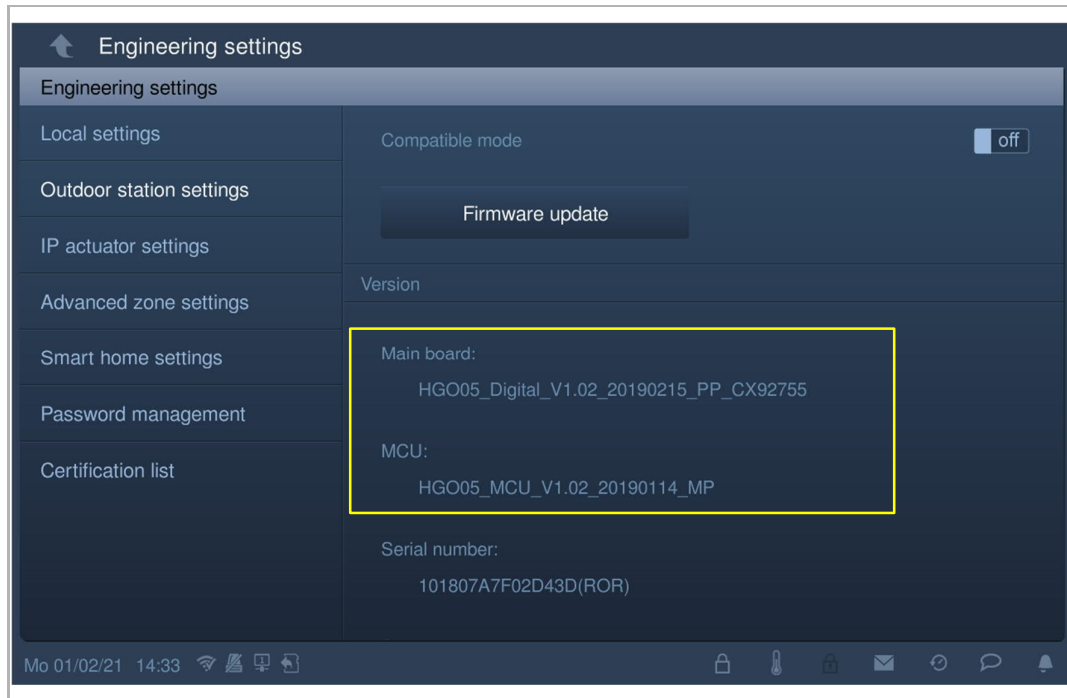 Engineering settings
Engineering settings
Local settings
Outdoor station settings
IP actuator settings
Advanced zone settings
Smart home settings
Password management
Certification list
Compatible mode
off
Firmware update
Version
Main board:
HGO05_Digital_V1.02_20190215_PP_CX92755
MCU:
HGO05_MCU_V1.02_20190114_MP
Serial number:
101807A7F02D43D(ROR)
Mo 01/02/21 14:33